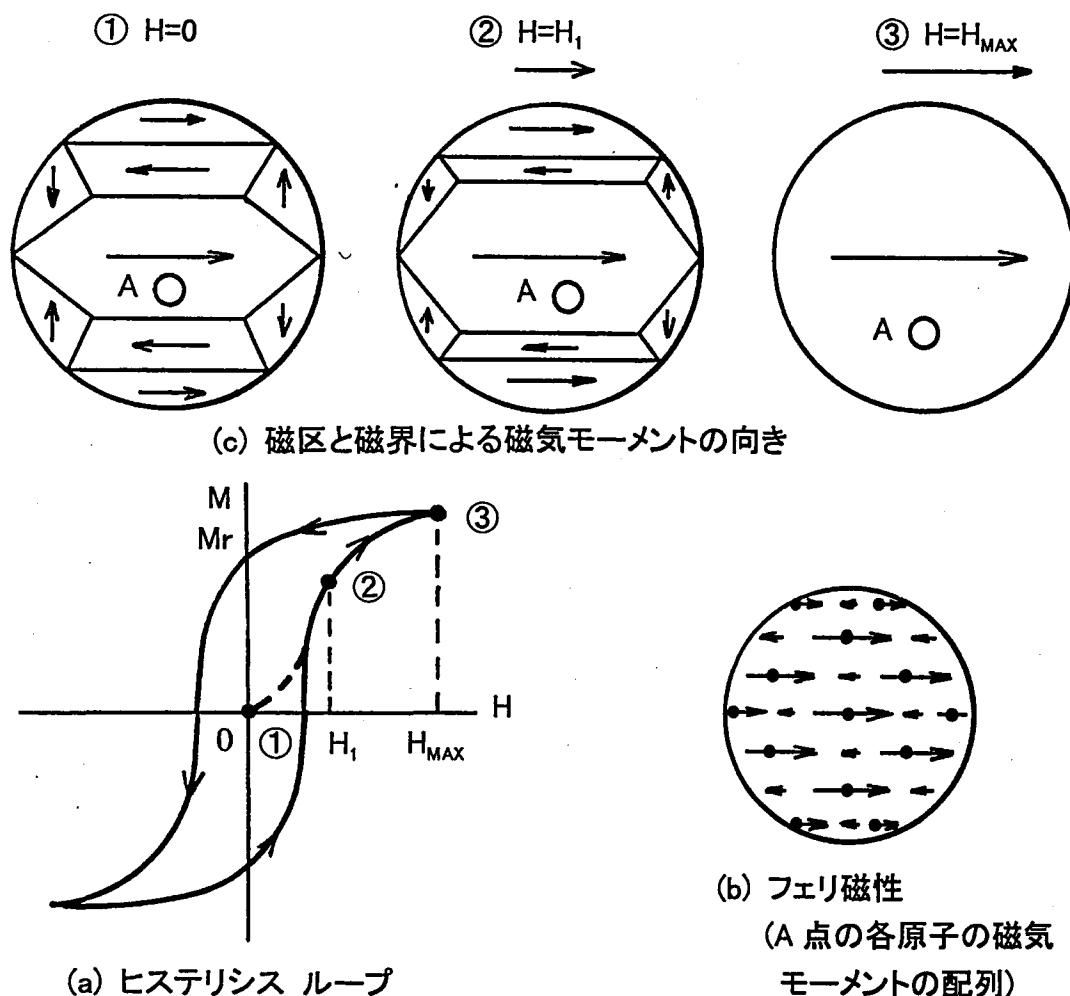 ① H=0
② H=H₁
③ H=H_MAX
A
A
A
(c) 磁区と磁界による磁気モーメントの向き
M
Mr
③
②
H
0
①
H₁
H_MAX
(a) ヒステリシス ループ
(b) フェリ磁性
(A 点の各原子の磁気
モーメントの配列)